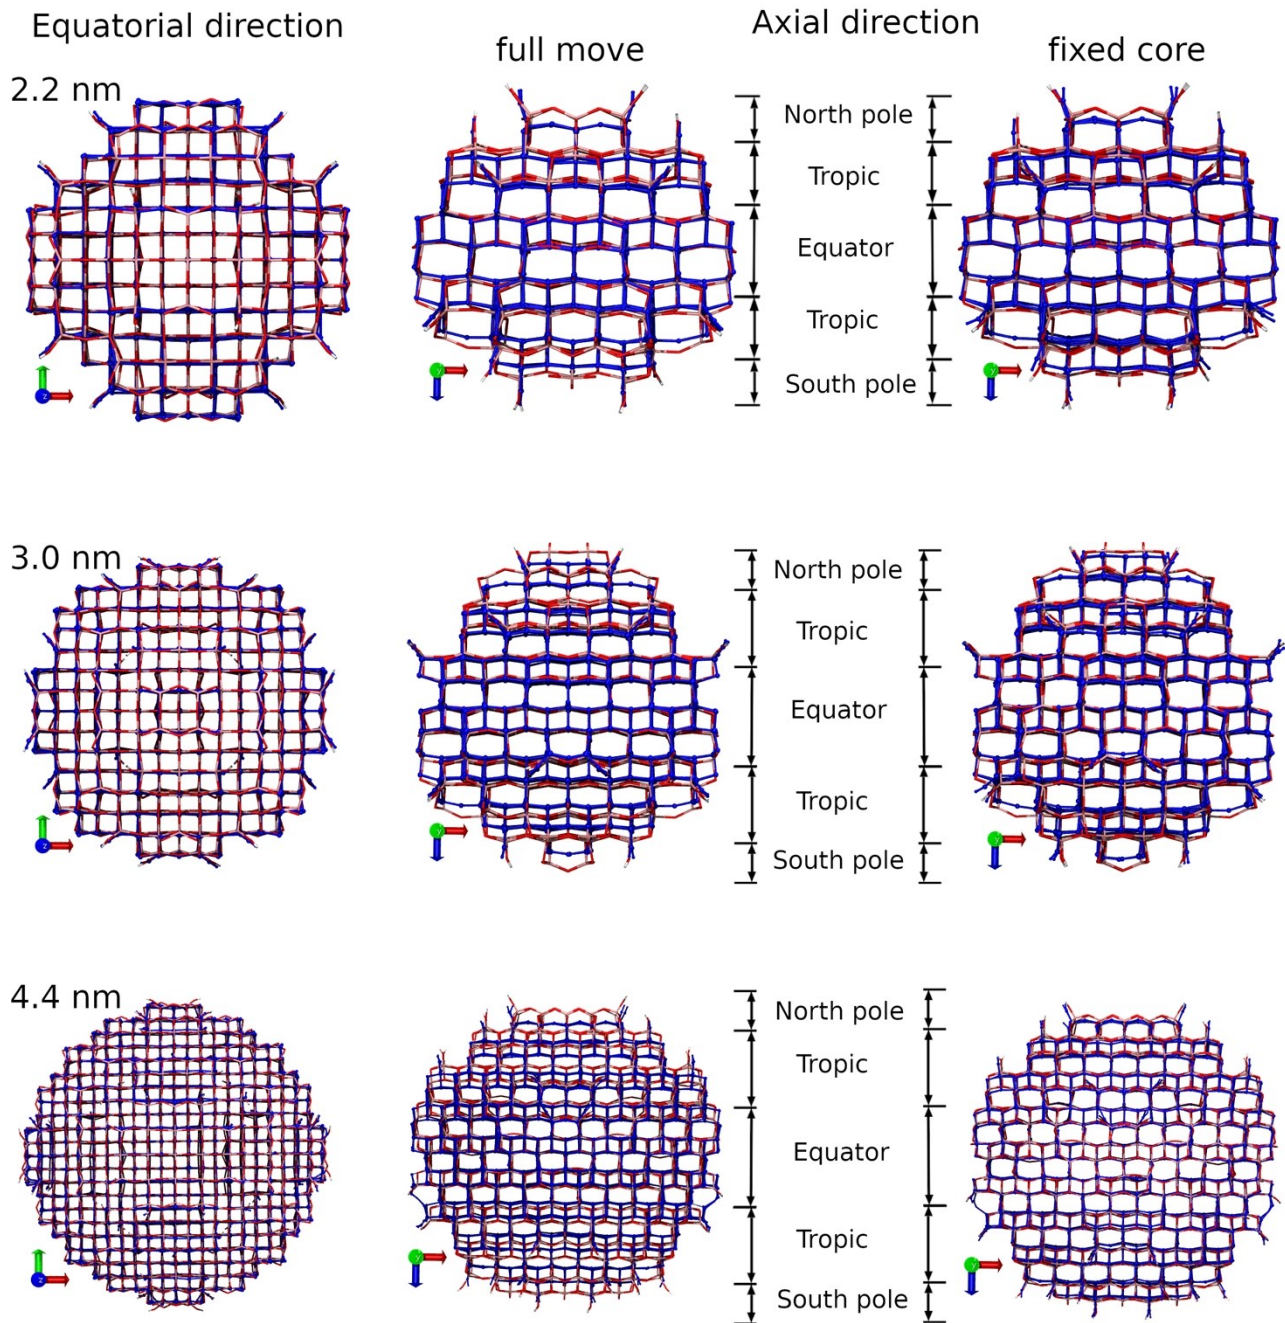 Equatorial direction
Axial direction
full move
fixed core
2.2 nm
North pole
Tropic
Equator
Tropic
South pole
3.0 nm
North pole
Tropic
Equator
Tropic
South pole
4.4 nm
North pole
Tropic
Equator
Tropic
South pole